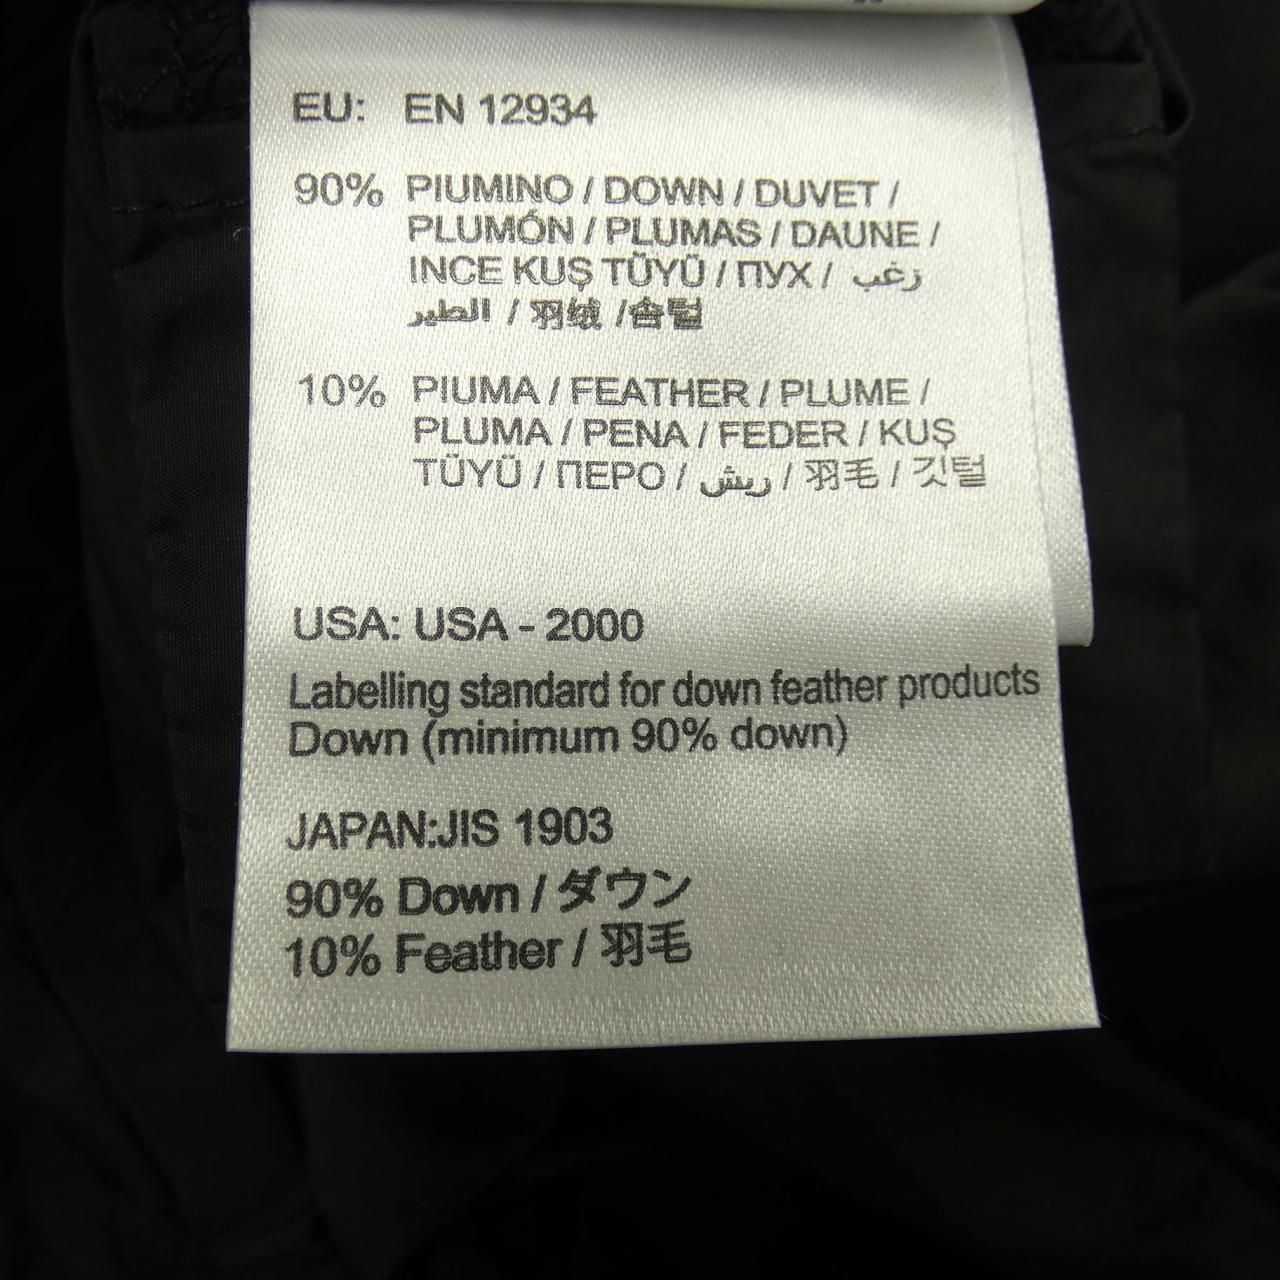 EU: EN 12934
90% PIUMINO / DOWN / DUVET /
PLUMÓN / PLUMAS / DAUNE /
INCE KUŞ TÜYÜ / ПУХ / زغب
الطير / 羽绒 /솜털
10% PIUMA / FEATHER / PLUME /
PLUMA / PENA / FEDER / KUŞ
TÜYÜ / ПЕРО / ريش / 羽毛 / 깃털
USA: USA - 2000
Labelling standard for down feather products
Down (minimum 90% down)
JAPAN:JIS 1903
90% Down / ダウン
10% Feather / 羽毛